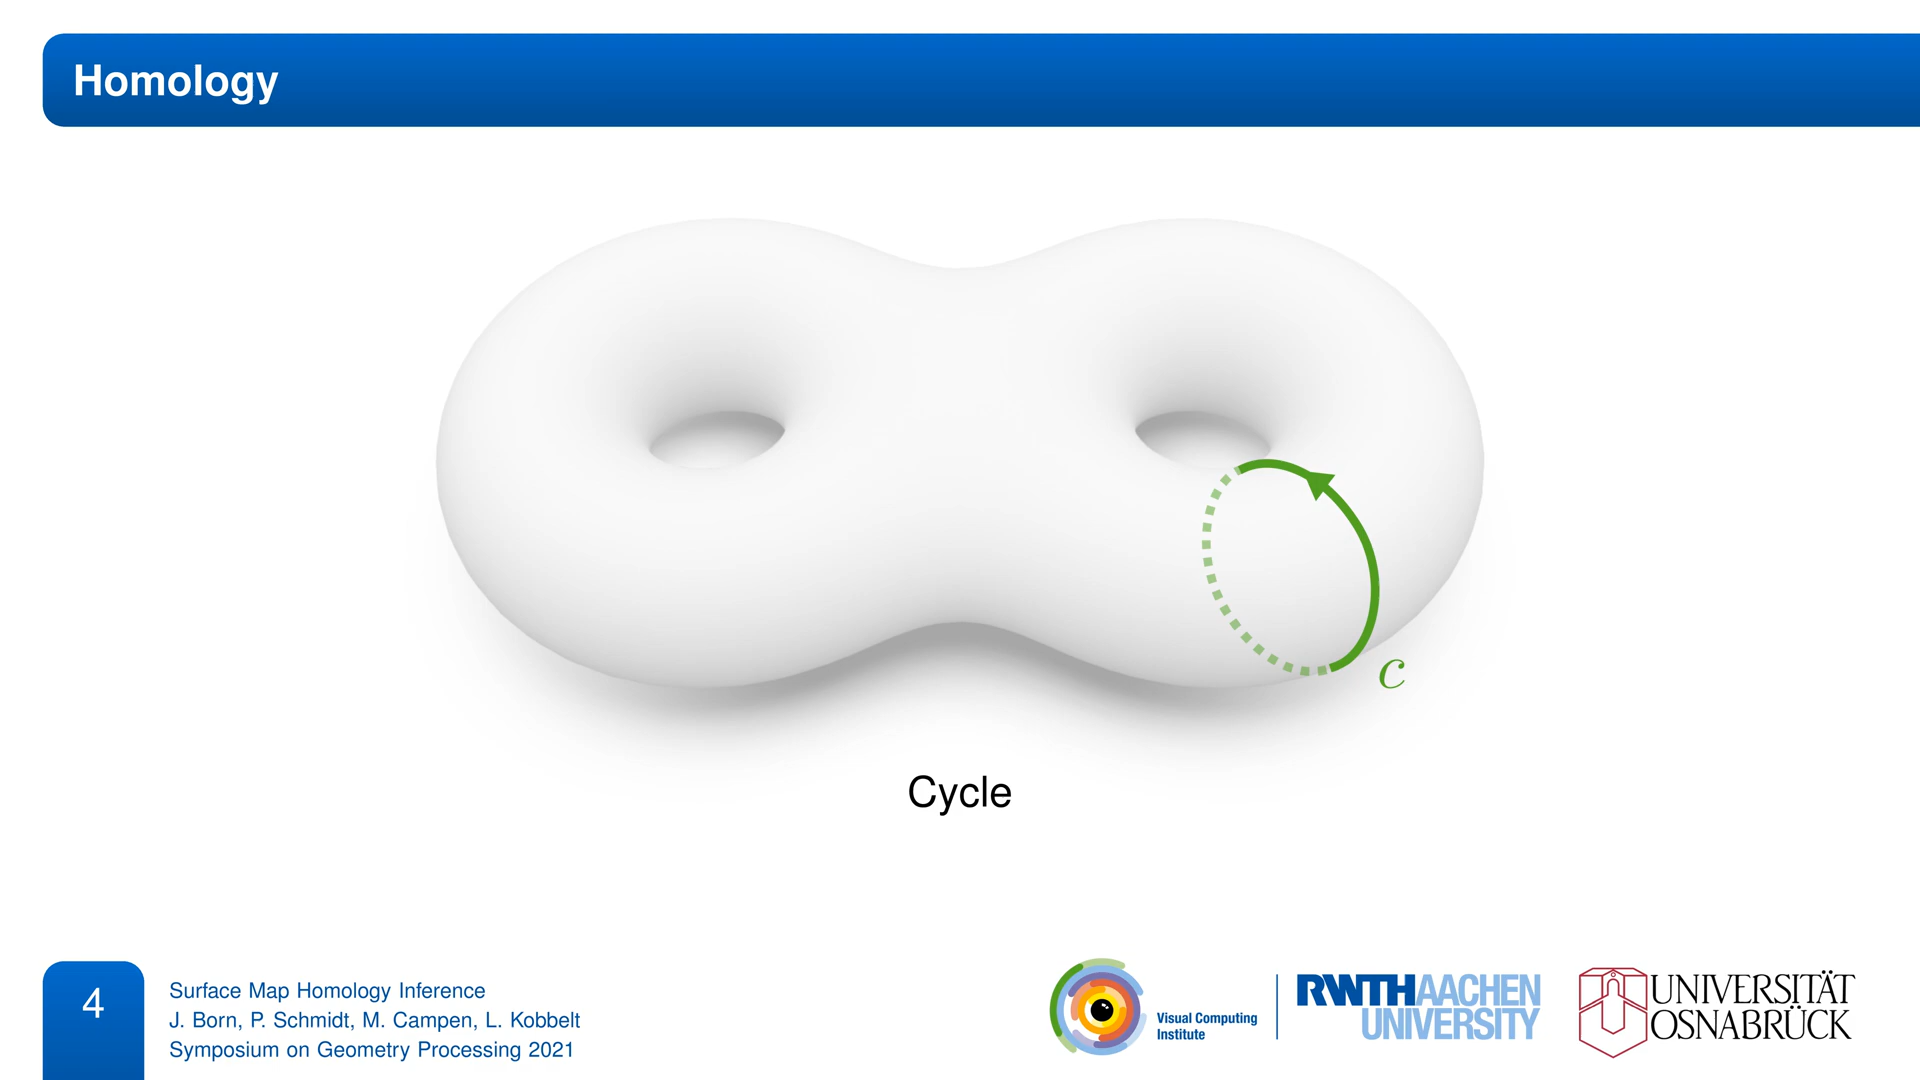 Homology
c
Cycle
4
Surface Map Homology Inference
J. Born, P. Schmidt, M. Campen, L. Kobbelt
Symposium on Geometry Processing 2021
Visual Computing
Institute
RWTHAACHEN
UNIVERSITY
UNIVERSITÄT
OSNABRÜCK